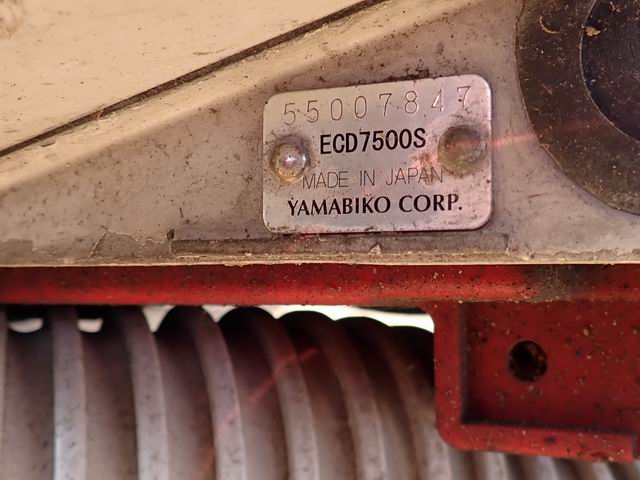 55007847
ECD7500S
MADE IN JAPAN
YAMABIKO CORP.